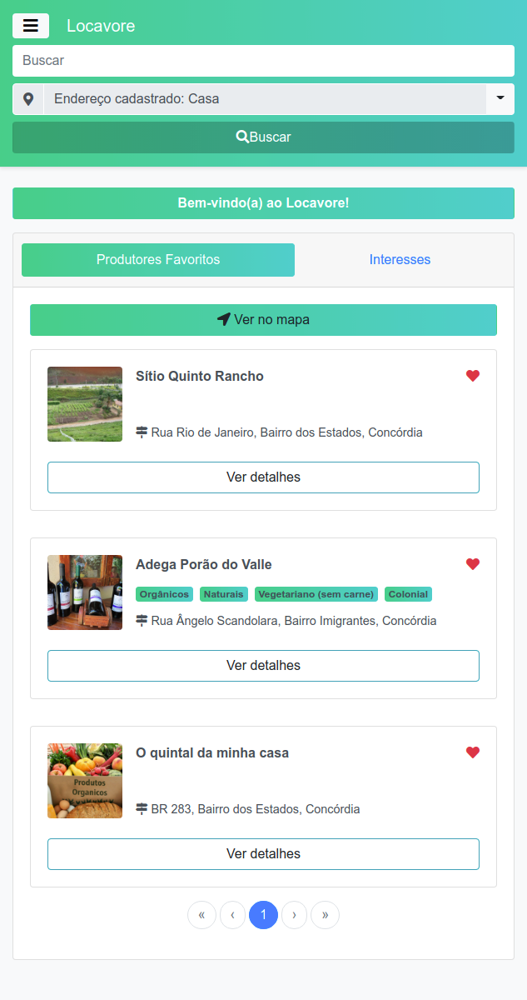 Locavore
Buscar
Endereço cadastrado: Casa
Buscar
Bem-vindo(a) ao Locavore!
Produtores Favoritos
Interesses
Ver no mapa
Sítio Quinto Rancho
Rua Rio de Janeiro, Bairro dos Estados, Concórdia
Ver detalhes
Adega Porão do Valle
Orgânicos Naturais Vegetariano (sem carne) Colonial
Rua Ângelo Scandolara, Bairro Imigrantes, Concórdia
Ver detalhes
O quintal da minha casa
Produtos
Organicos
BR 283, Bairro dos Estados, Concórdia
Ver detalhes
« ‹ 1 › »